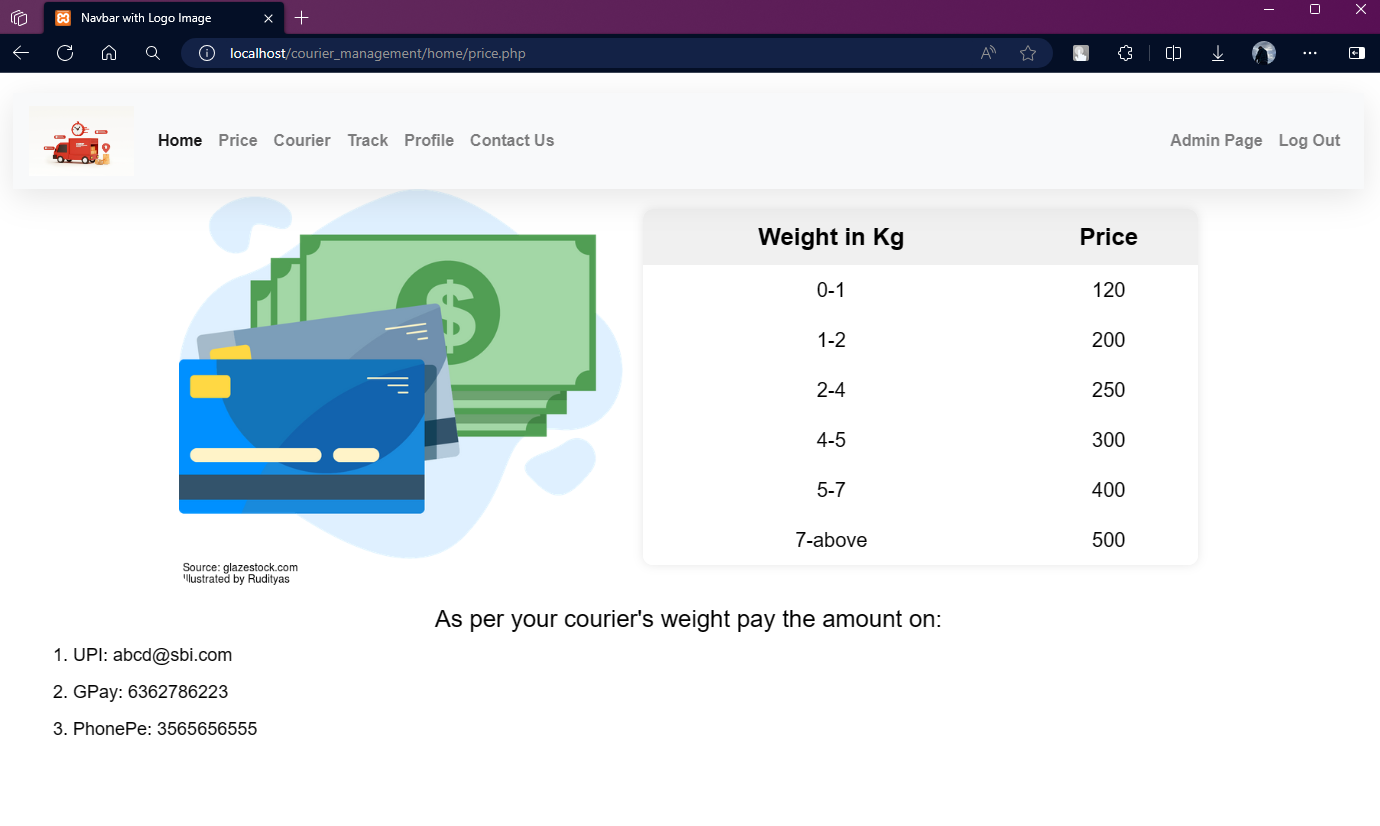 Navbar with Logo Image
localhost/courier_management/home/price.php
Home Price Courier Track Profile Contact Us Admin Page Log Out
$
Weight in Kg Price
0-1 120
1-2 200
2-4 250
4-5 300
5-7 400
7-above 500
Source: glazestock.com
Illustrated by Rudityas
As per your courier's weight pay the amount on:
1. UPI: abcd@sbi.com
2. GPay: 6362786223
3. PhonePe: 3565656555